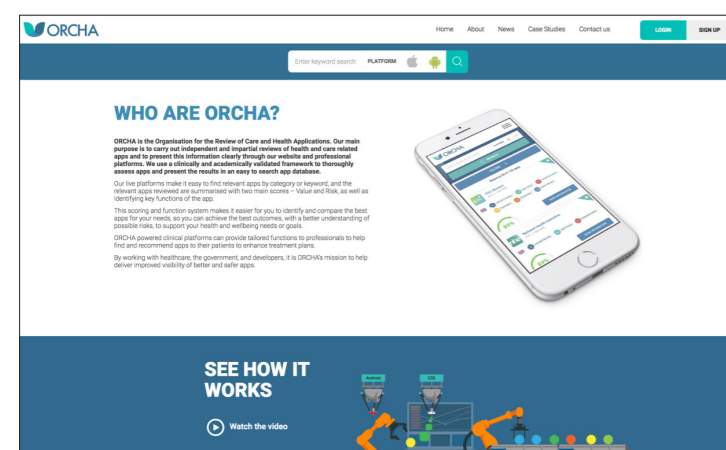 ORCHA
Home About News Case Studies Contact us LOGIN SIGN UP
Enter keyword search PLATFORM
WHO ARE ORCHA?
ORCHA is the Organisation for the Review of Care and Health Applications. Our main
purpose is to carry out independent and impartial reviews of health and care related
apps and to present this information clearly through our website and professional
platforms. We use a clinically and academically validated framework to thoroughly
assess apps and present the results in an easy to search app database.
Our live platforms make it easy to find relevant apps by category or keyword, and the
relevant apps reviewed are summarised with two main scores – Value and Risk, as well as
identifying key functions of the app.
This scoring and function system makes it easier for you to identify and compare the best
apps for your needs, so you can achieve the best outcomes, with a better understanding of
possible risks, to support your health and wellbeing needs or goals.
ORCHA powered clinical platforms can provide tailored functions to professionals to help
find and recommend apps to their patients to enhance treatment plans.
By working with healthcare, the government, and developers, it is ORCHA's mission to help
deliver improved visibility of better and safer apps.
ORCHA
SEE HOW IT
WORKS
Watch the video
Android
iOS